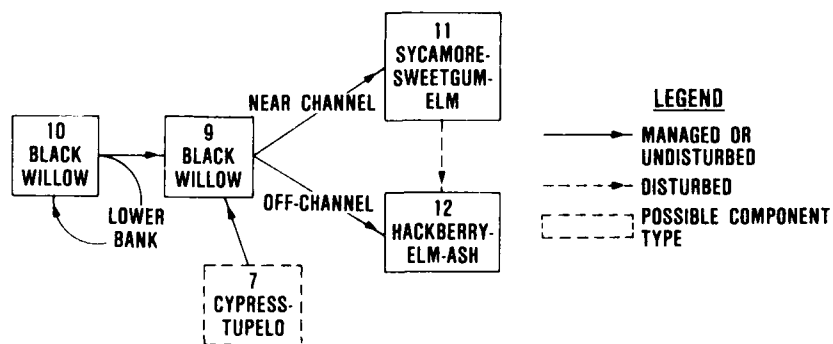 11
SYCAMORE-
SWEETGUM-
ELM
NEAR CHANNEL
10
BLACK
WILLOW
9
BLACK
WILLOW
LOWER
BANK
OFF-CHANNEL
12
HACKBERRY-
ELM-ASH
7
CYPRESS-
TUPELO
LEGEND
MANAGED OR
UNDISTURBED
DISTURBED
POSSIBLE COMPONENT
TYPE